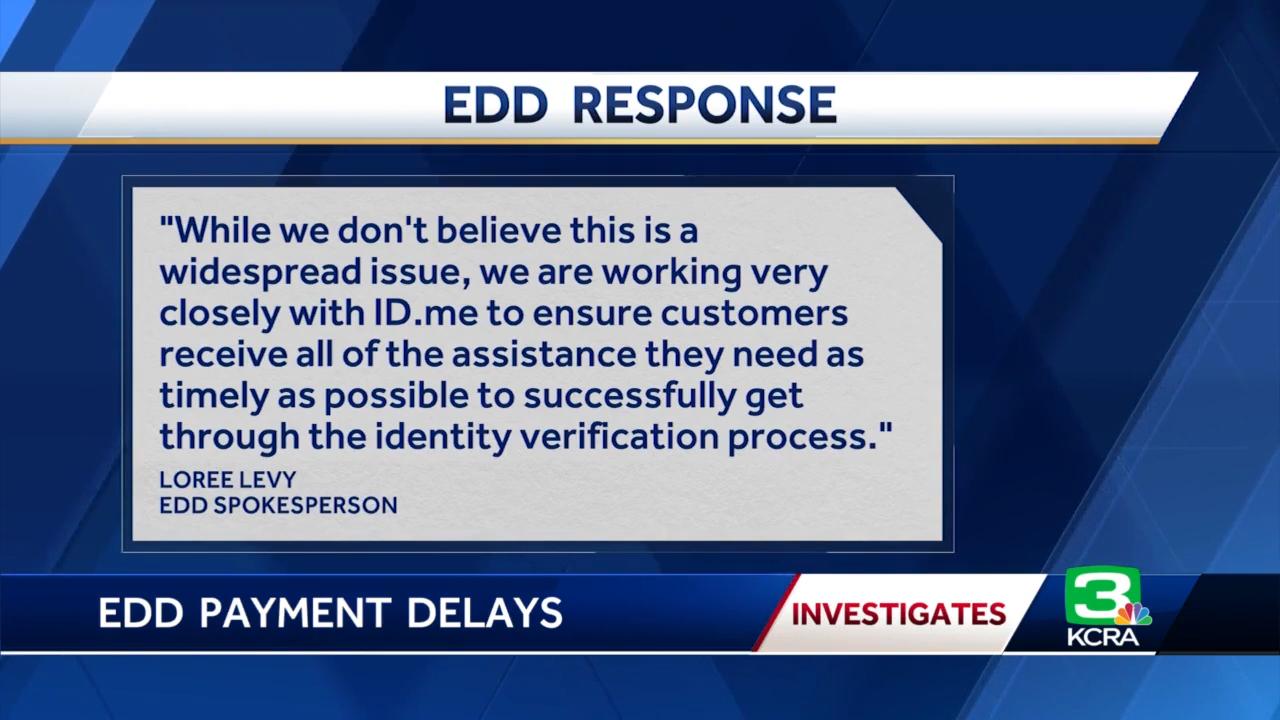 EDD RESPONSE
"While we don't believe this is a
widespread issue, we are working very
closely with ID.me to ensure customers
receive all of the assistance they need as
timely as possible to successfully get
through the identity verification process."
LOREE LEVY
EDD SPOKESPERSON
EDD PAYMENT DELAYS
INVESTIGATES
3
KCRA